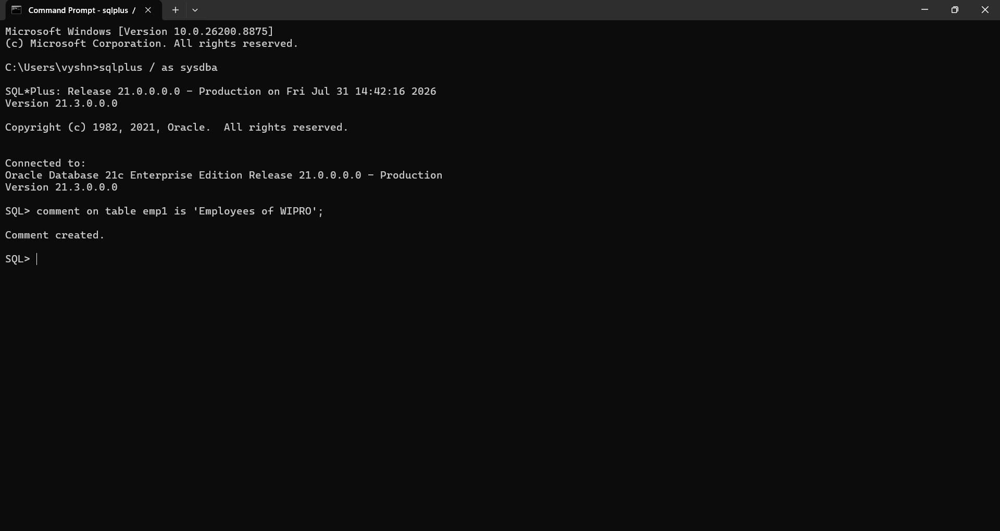 Command Prompt - sqlplus /
Microsoft Windows [Version 10.0.26200.8875]
(c) Microsoft Corporation. All rights reserved.
C:\Users\vyshn>sqlplus / as sysdba
SQL*Plus: Release 21.0.0.0.0 - Production on Fri Jul 31 14:42:16 2026
Version 21.3.0.0.0
Copyright (c) 1982, 2021, Oracle.  All rights reserved.
Connected to:
Oracle Database 21c Enterprise Edition Release 21.0.0.0.0 - Production
Version 21.3.0.0.0
SQL> comment on table emp1 is 'Employees of WIPRO';
Comment created.
SQL>